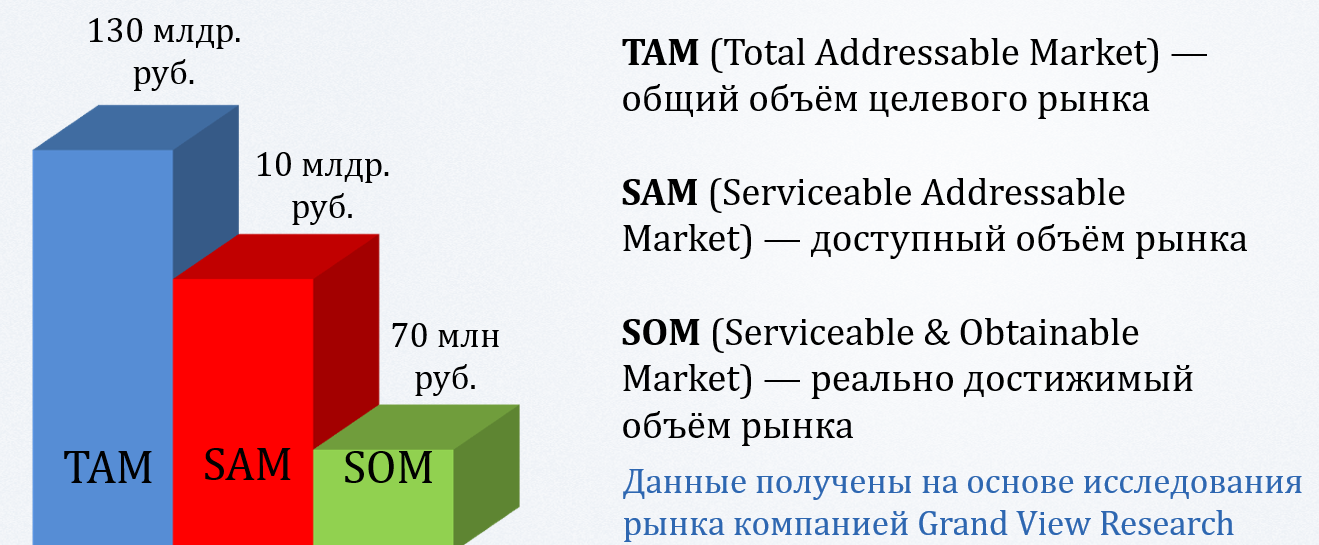 130 млдр.
руб.
10 млдр.
руб.
70 млн
руб.
TAM
SAM
SOM
TAM (Total Addressable Market) —
общий объём целевого рынка
SAM (Serviceable Addressable
Market) — доступный объём рынка
SOM (Serviceable & Obtainable
Market) — реально достижимый
объём рынка
Данные получены на основе исследования
рынка компанией Grand View Research